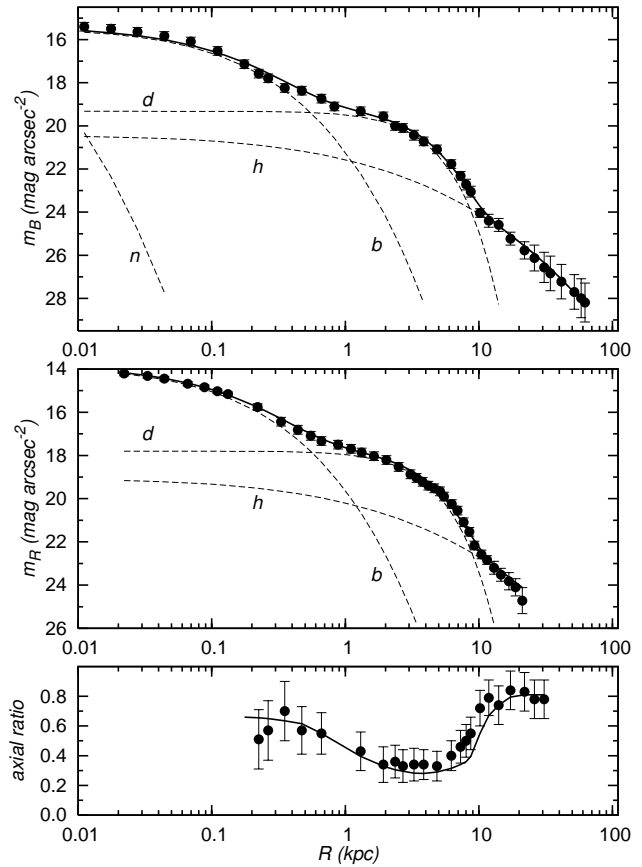 16
18
20
22
24
26
28
m_B (mag arcsec⁻²)
d
h
n
b
0.01 0.1 1 10 100
14
16
18
20
22
24
26
m_R (mag arcsec⁻²)
d
h
b
0.01 0.1 1 10 100
0.8
0.6
0.4
0.2
0.0
axial ratio
0.01 0.1 1 10 100
R (kpc)